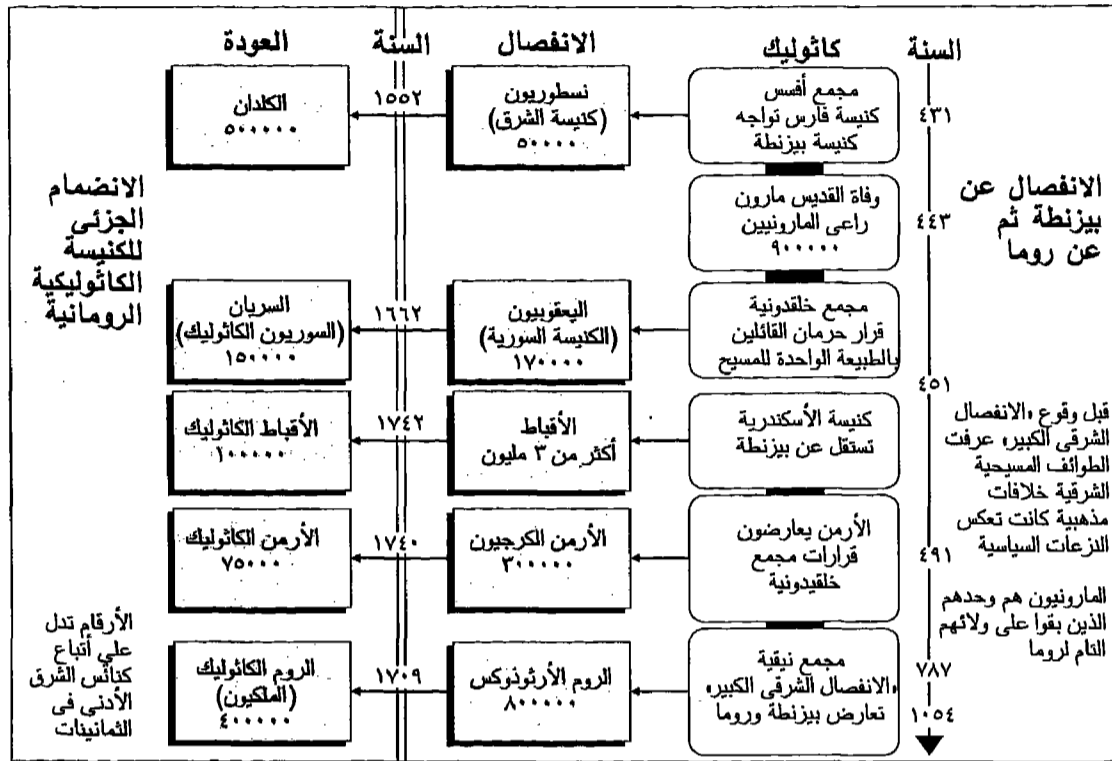 السنة
كاثوليك
الانفصال
السنة
العودة
٤٣١
مجمع أفسس
كنيسة فارس تواجه
كنيسة بيزنطة
نسطوريون
(كنيسة الشرق)
٥٠٠٠٠
١٥٥٢
الكلدان
٥٠٠٠٠٠
الانفصال عن
بيزنطة ثم
عن روما
٤٤٣
وفاة القديس مارون
راعى المارونيين
٩٠٠٠٠٠
الانضمام
الجزئى
للكنيسة
الكاثوليكية
الرومانية
مجمع خلقدونية
قرار حرمان القائلين
بالطبيعة الواحدة للمسيح
اليعقوبيون
(الكنيسة السورية)
١٧٠٠٠٠
١٦٦٢
السريان
(السوريون الكاثوليك)
١٥٠٠٠٠
٤٥١
كنيسة الأسكندرية
تستقل عن بيزنطة
الأقباط
أكثر من ٣ مليون
١٧٤٢
الأقباط الكاثوليك
١٠٠٠٠٠
قبل وقوع «الانفصال
الشرقى الكبير» عرفت
الطوائف المسيحية
الشرقية خلافات
مذهبية كانت تعكس
النزعات السياسية
٤٩١
الأرمن يعارضون
قرارات مجمع
خلقيدونية
الأرمن الكرجيون
٣٠٠٠٠٠
١٧٤٠
الأرمن الكاثوليك
٧٥٠٠٠
المارونيون هم وحدهم
الذين بقوا على ولائهم
التام لروما
٧٨٧
١٠٥٤
مجمع نيقية
«الانفصال الشرقى الكبير»
تعارض بيزنطة وروما
الروم الأرثوذوكس
٨٠٠٠٠٠
١٧٠٩
الروم الكاثوليك
(الملكيون)
٤٠٠٠٠٠
الأرقام تدل
على أتباع
كنائس الشرق
الأدنى فى
الثمانينات